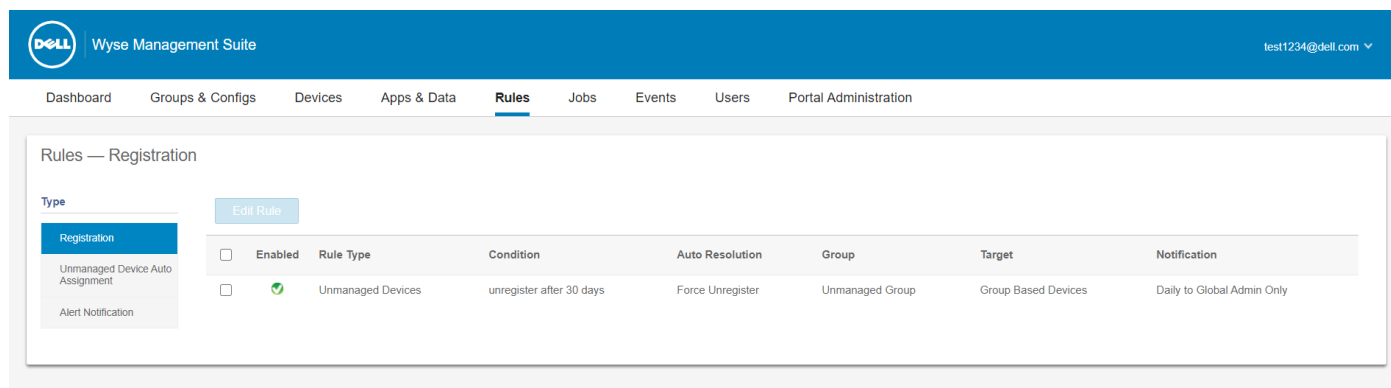 DELL
Wyse Management Suite
test1234@dell.com
Dashboard Groups & Configs Devices Apps & Data Rules Jobs Events Users Portal Administration
Rules — Registration
Type
Edit Rule
Registration
Unmanaged Device Auto
Assignment
Alert Notification
Enabled Rule Type Condition Auto Resolution Group Target Notification
Unmanaged Devices unregister after 30 days Force Unregister Unmanaged Group Group Based Devices Daily to Global Admin Only